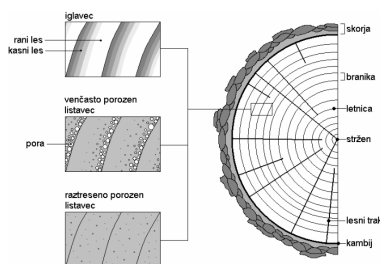 iglavec
rani les
kasni les
venčasto porozen
listavec
pora
raztreseno porozen
listavec
skorja
branika
letnica
stržen
lesni trak
kambij